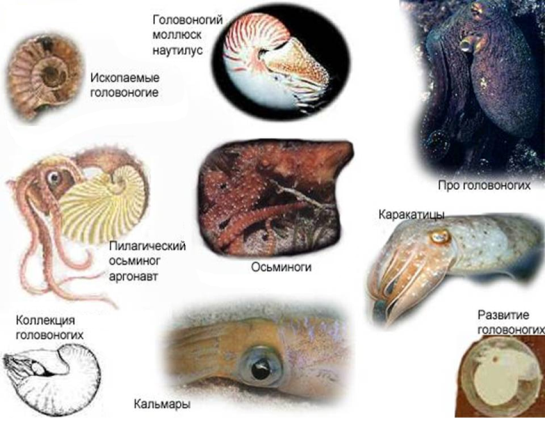 Головоногий
моллюск
наутилус
Ископаемые
головоногие
Про головоногих
Пилагический
осьминог
аргонавт
Осьминоги
Каракатицы
Коллекция
головоногих
Развитие
головоногих
Кальмары